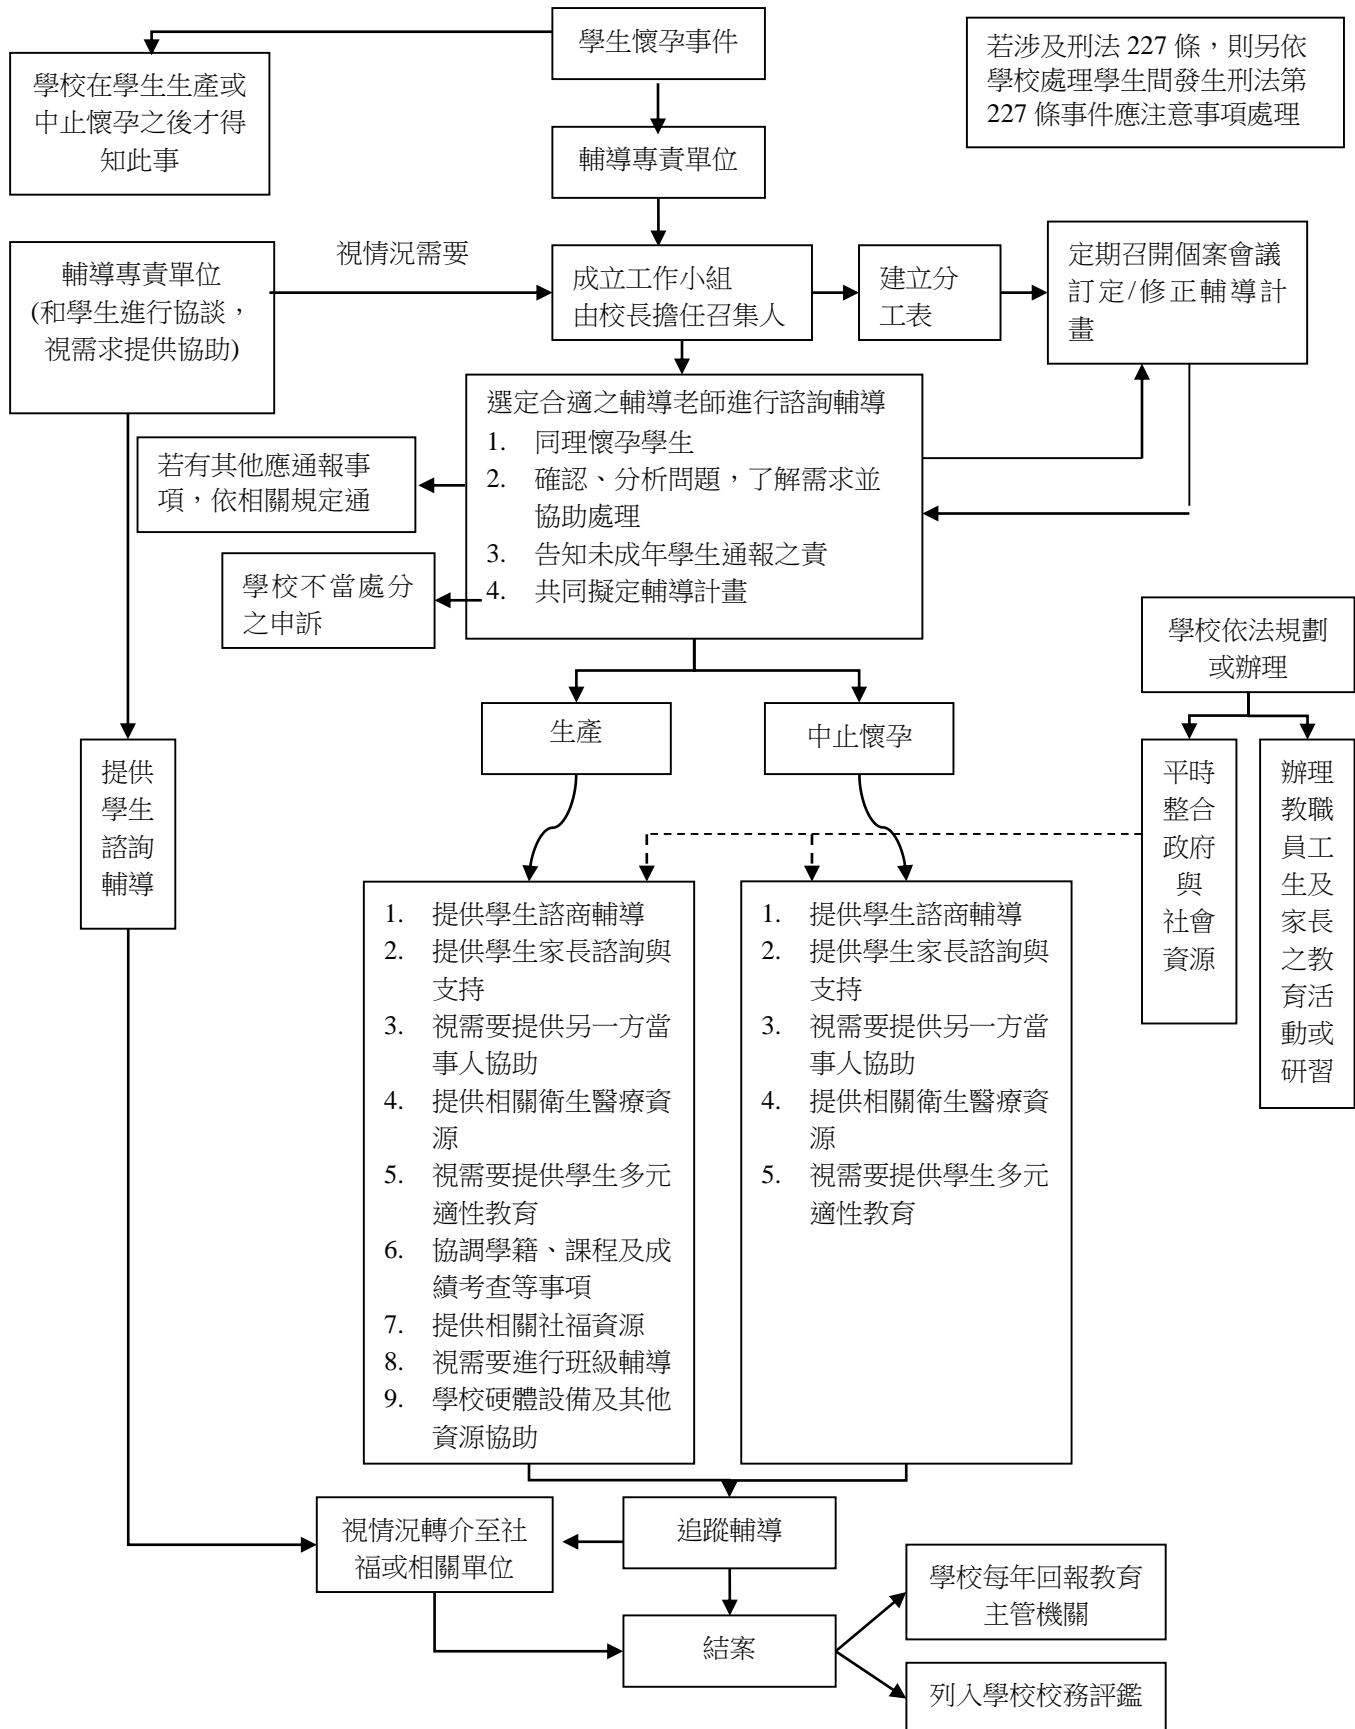 學生懷孕事件
若涉及刑法 227 條，則另依
學校處理學生間發生刑法第
227 條事件應注意事項處理
學校在學生生產或
中止懷孕之後才得
知此事
輔導專責單位
輔導專責單位
(和學生進行協談，
視需求提供協助)
視情況需要
成立工作小組
由校長擔任召集人
建立分
工表
定期召開個案會議
訂定/修正輔導計
畫
選定合適之輔導老師進行諮詢輔導
1. 同理懷孕學生
2. 確認、分析問題，了解需求並
協助處理
3. 告知未成年學生通報之責
4. 共同擬定輔導計畫
若有其他應通報事
項，依相關規定通
學校不當處分
之申訴
學校依法規劃
或辦理
生產
中止懷孕
提供
學生
諮詢
輔導
平時
整合
政府
與
社會
資源
辦理
教職
員工
生及
家長
之教
育活
動或
研習
1. 提供學生諮商輔導
2. 提供學生家長諮詢與
支持
3. 視需要提供另一方當
事人協助
4. 提供相關衛生醫療資
源
5. 視需要提供學生多元
適性教育
6. 協調學籍、課程及成
績考查等事項
7. 提供相關社福資源
8. 視需要進行班級輔導
9. 學校硬體設備及其他
資源協助
1. 提供學生諮商輔導
2. 提供學生家長諮詢與
支持
3. 視需要提供另一方當
事人協助
4. 提供相關衛生醫療資
源
5. 視需要提供學生多元
適性教育
視情況轉介至社
福或相關單位
追蹤輔導
結案
學校每年回報教育
主管機關
列入學校校務評鑑